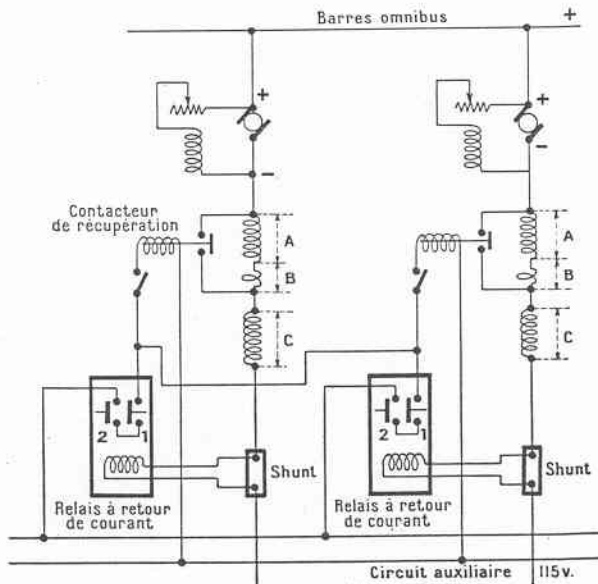 Barres omnibus +
+
+
-
-
Contacteur
de récupération
A
B
C
A
B
C
2 1
2 1
Shunt
Shunt
Relais à retour
de courant
Relais à retour
de courant
Circuit auxiliaire 115v.